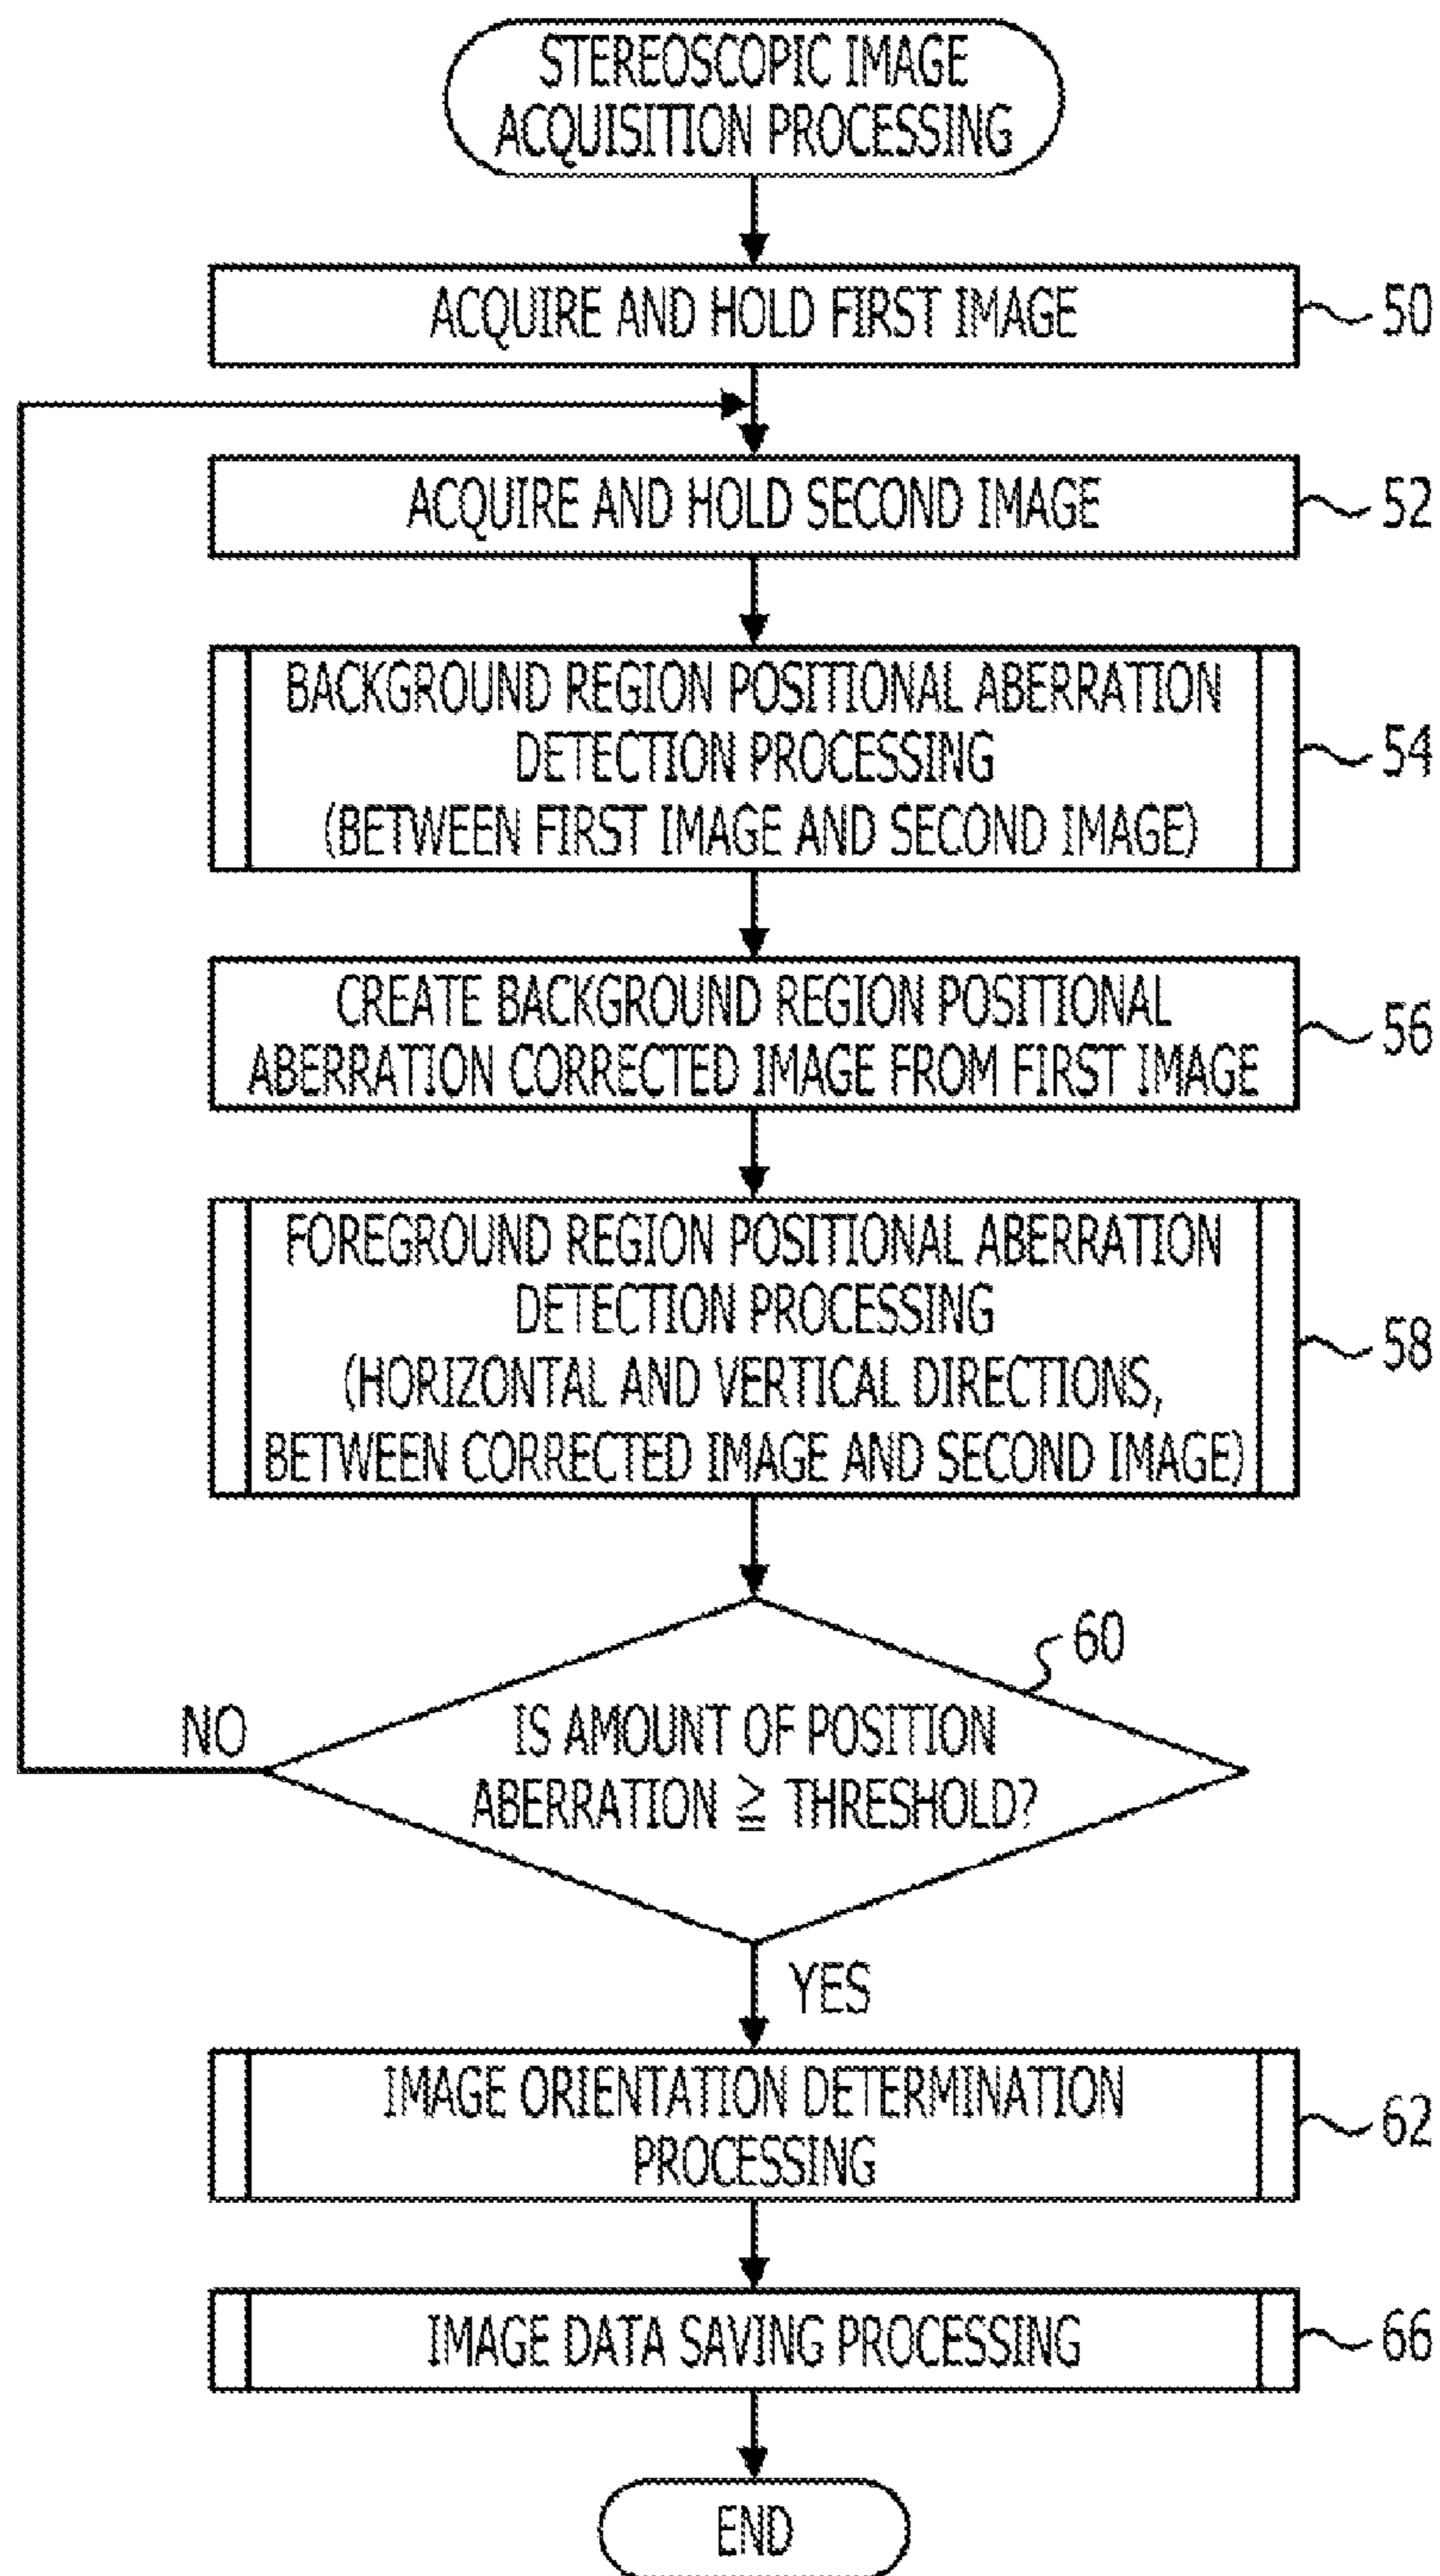 STEREOSCOPIC IMAGE
ACQUISITION PROCESSING
ACQUIRE AND HOLD FIRST IMAGE
50
ACQUIRE AND HOLD SECOND IMAGE
52
BACKGROUND REGION POSITIONAL ABERRATION
DETECTION PROCESSING
(BETWEEN FIRST IMAGE AND SECOND IMAGE)
54
CREATE BACKGROUND REGION POSITIONAL
ABERRATION CORRECTED IMAGE FROM FIRST IMAGE
56
FOREGROUND REGION POSITIONAL ABERRATION
DETECTION PROCESSING
(HORIZONTAL AND VERTICAL DIRECTIONS,
BETWEEN CORRECTED IMAGE AND SECOND IMAGE)
58
60
NO
IS AMOUNT OF POSITION
ABERRATION ≧ THRESHOLD?
YES
IMAGE ORIENTATION DETERMINATION
PROCESSING
62
IMAGE DATA SAVING PROCESSING
66
END